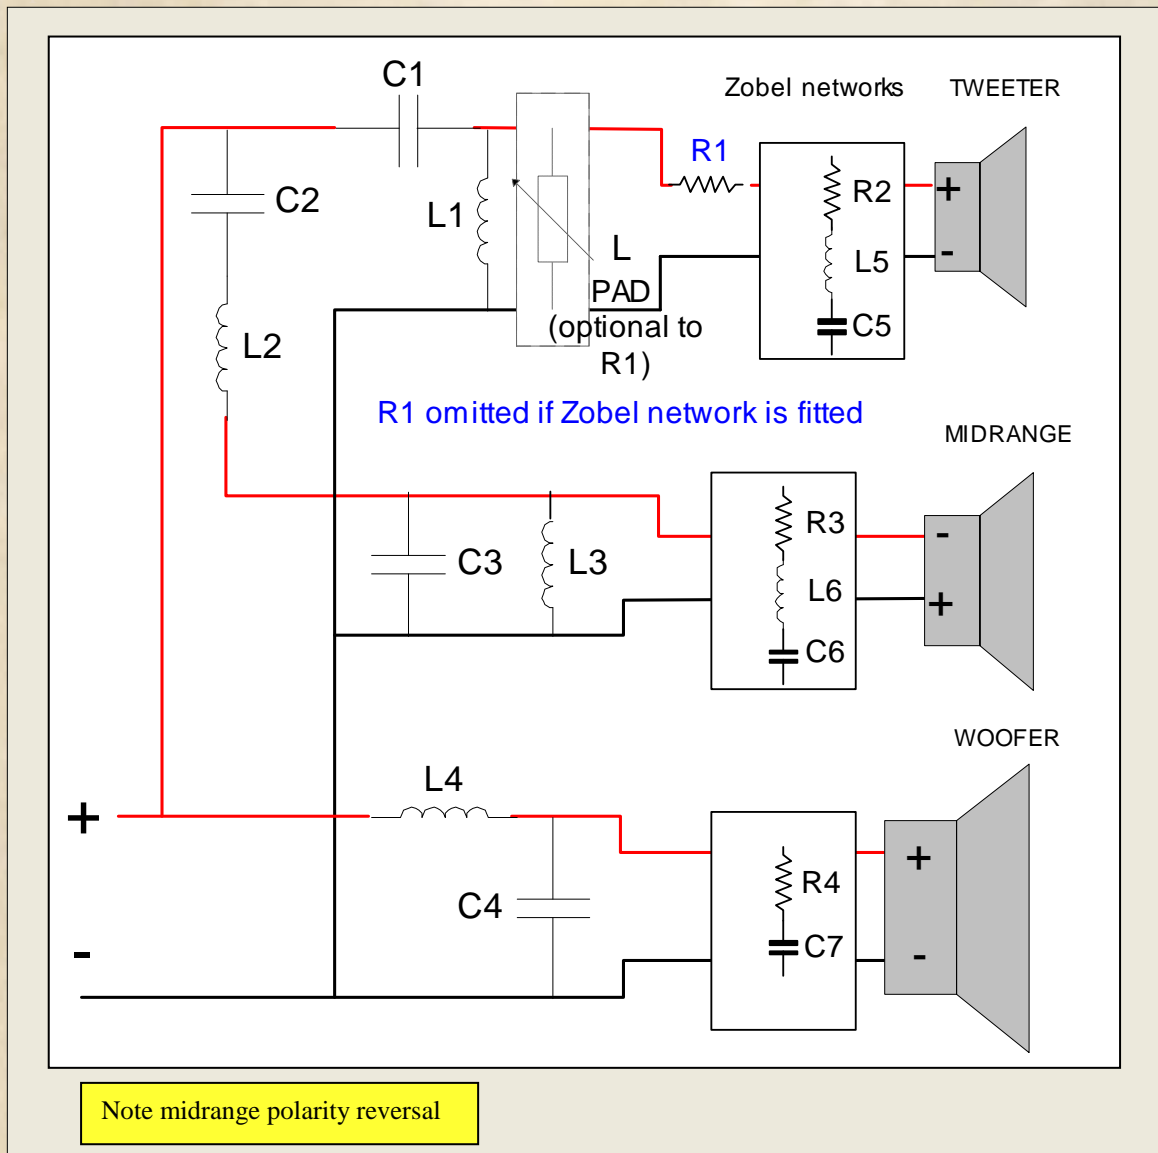 C1
Zobel networks
TWEETER
R1
C2
L1
R2
+
L
PAD
(optional to
R1)
L5
-
C5
L2
R1 omitted if Zobel network is fitted
MIDRANGE
R3
-
C3
L3
L6
+
C6
WOOFER
L4
+
+
R4
C4
C7
-
-
Note midrange polarity reversal